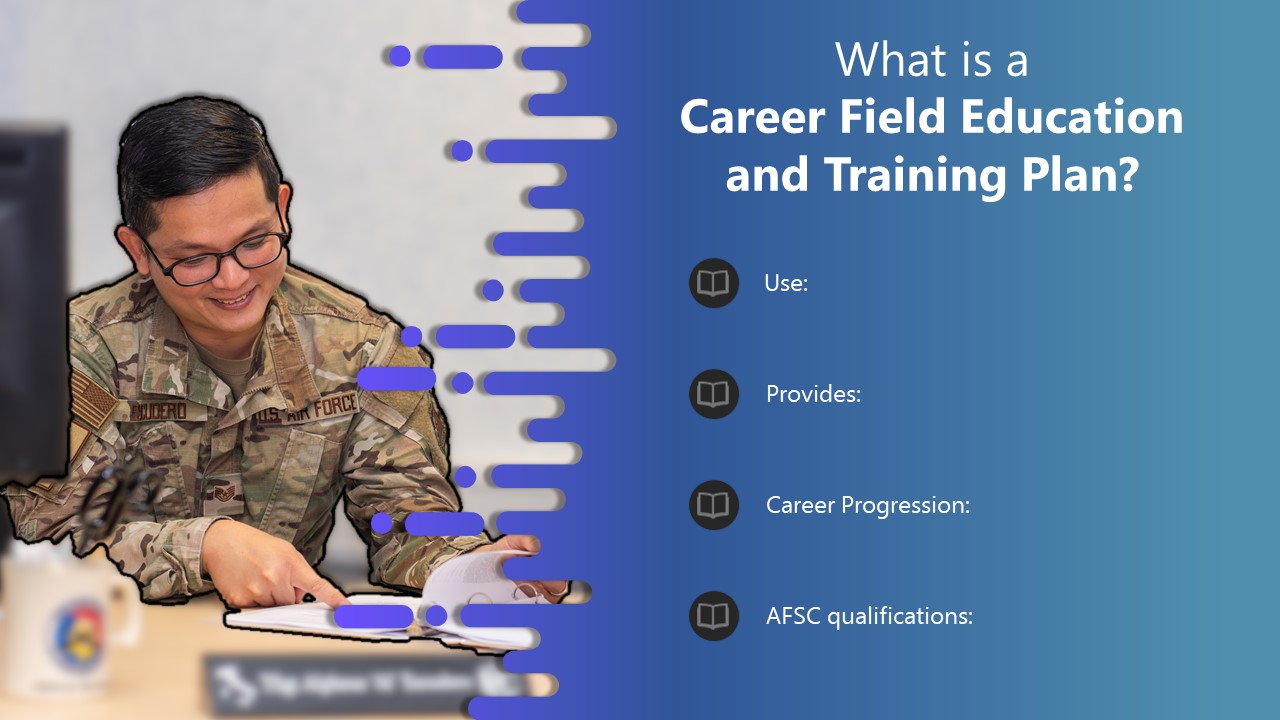 What is a
Career Field Education
and Training Plan?
Use:
Provides:
Career Progression:
AFSC qualifications:
U.S. AIR FORCE